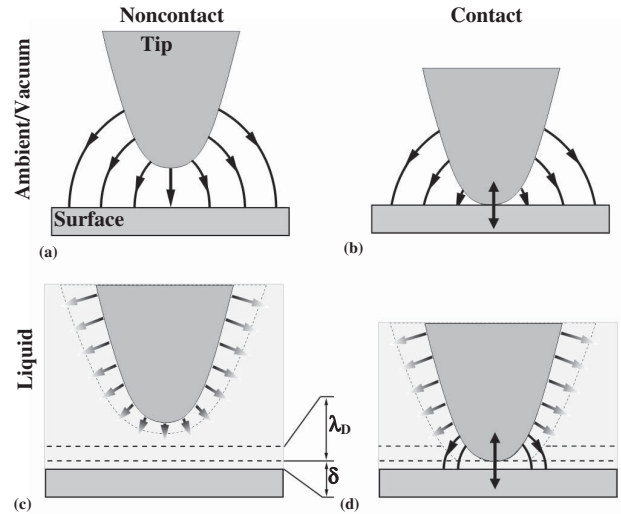 Noncontact
Contact
Ambient/Vacuum
Tip
Surface
(a)
(b)
Liquid
λD
δ
(c)
(d)